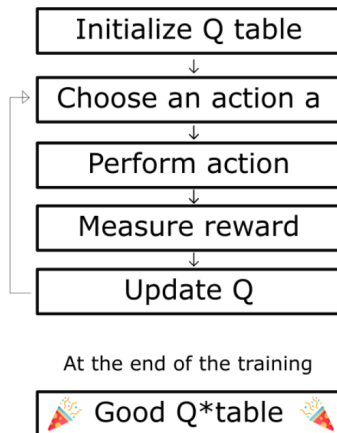 Initialize Q table
Choose an action a
Perform action
Measure reward
Update Q
At the end of the training
Good Q*table